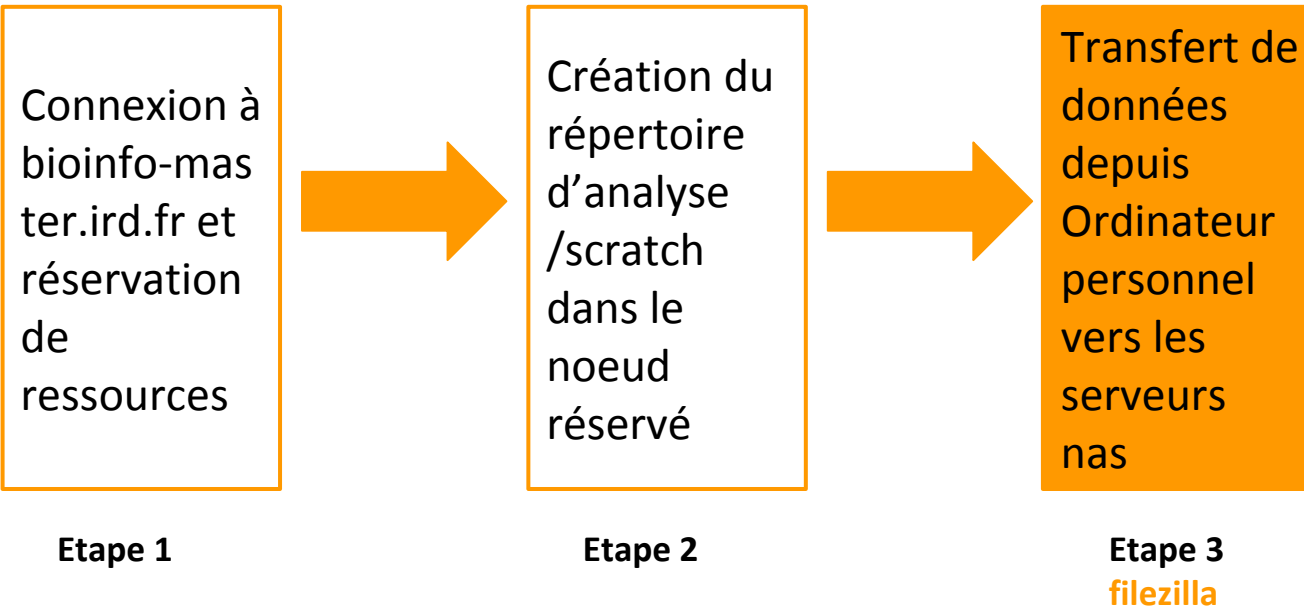 Connexion à
bioinfo-mas
ter.ird.fr et
réservation
de
ressources
Création du
répertoire
d’analyse
/scratch
dans le
noeud
réservé
Transfert de
données
depuis
Ordinateur
personnel
vers les
serveurs
nas
Etape 1
Etape 2
Etape 3
filezilla